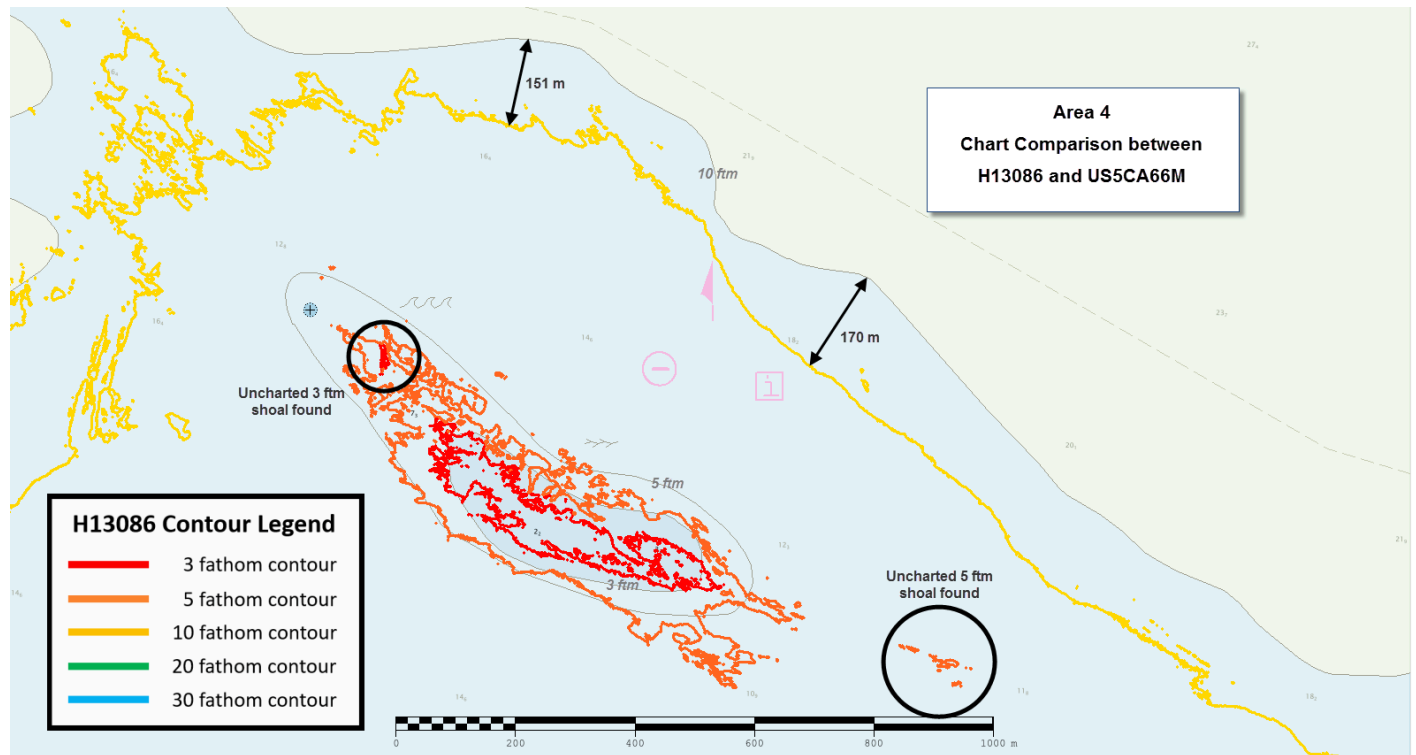 151 m
Area 4
Chart Comparison between
H13086 and US5CA66M
10 ftm
170 m
Uncharted 3 ftm
shoal found
i
5 ftm
3 ftm
Uncharted 5 ftm
shoal found
H13086 Contour Legend
3 fathom contour
5 fathom contour
10 fathom contour
20 fathom contour
30 fathom contour
0 200 400 600 800 1000 m